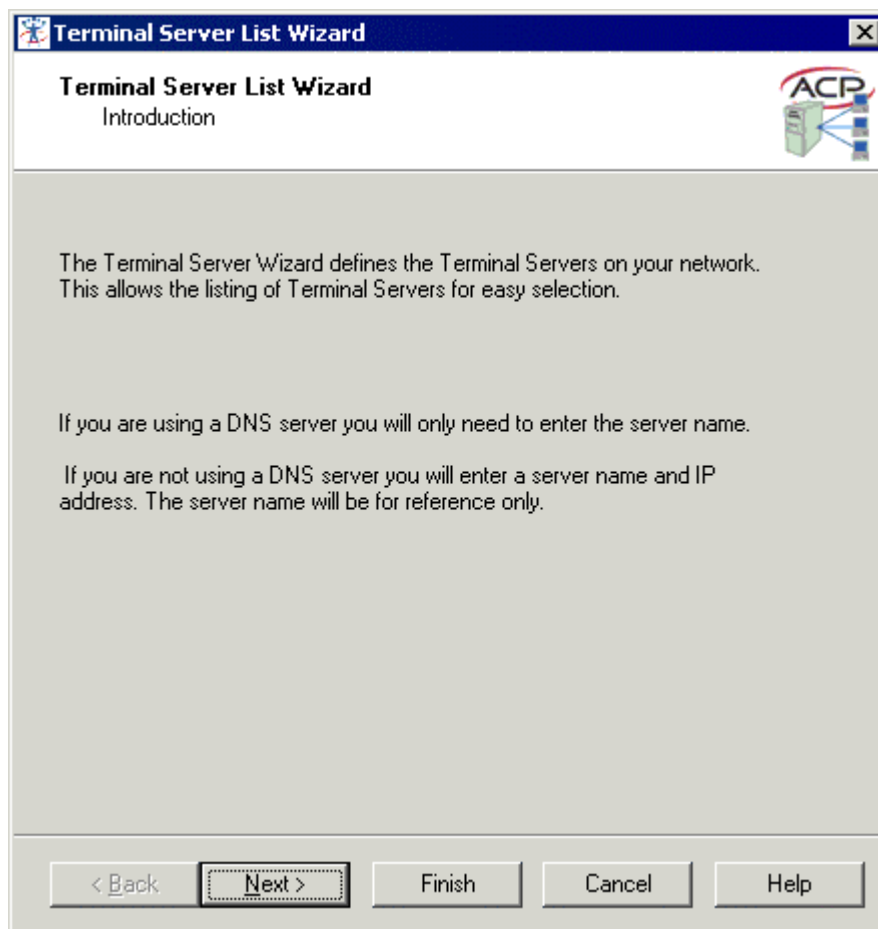 Terminal Server List Wizard
Terminal Server List Wizard
Introduction
ACP
The Terminal Server Wizard defines the Terminal Servers on your network.
This allows the listing of Terminal Servers for easy selection.
If you are using a DNS server you will only need to enter the server name.
If you are not using a DNS server you will enter a server name and IP
address. The server name will be for reference only.
< Back
Next >
Finish
Cancel
Help